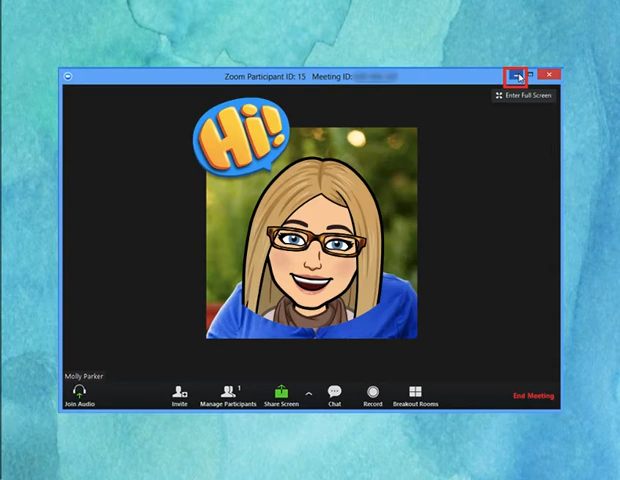 Zoom Participant ID: 15 Meeting ID:
Enter Full Screen
Hi!
Molly Parker
Join Audio
Invite
1
Manage Participants
Share Screen
Chat
Record
Breakout Rooms
End Meeting